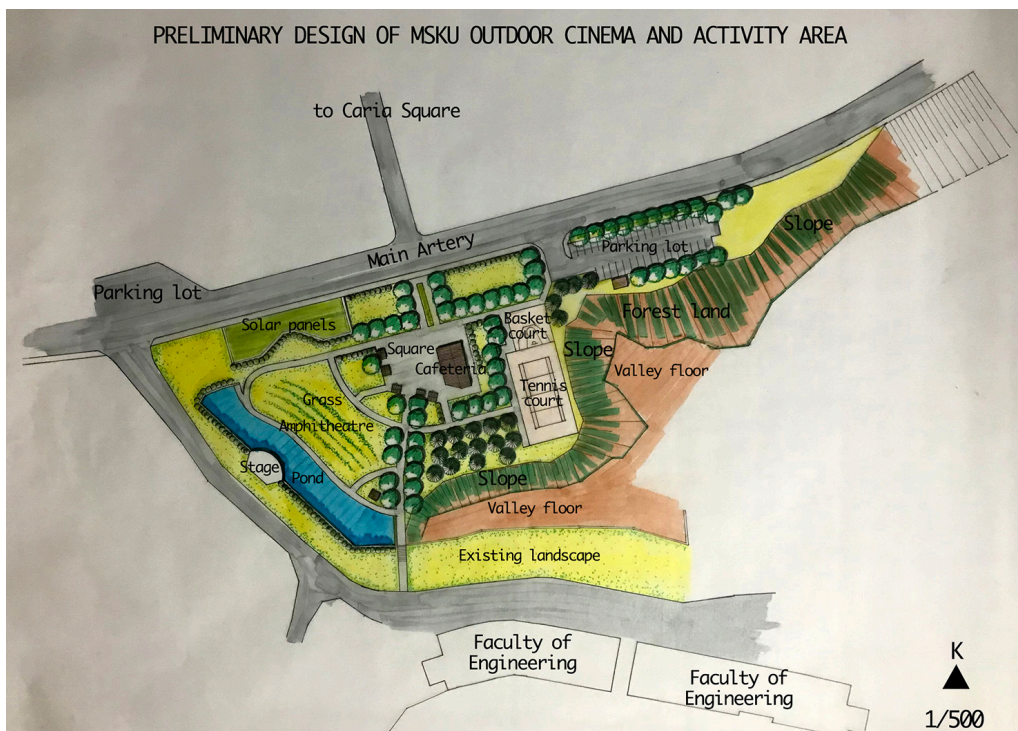 PRELIMINARY DESIGN OF MSKU OUTDOOR CINEMA AND ACTIVITY AREA
to Caria Square
Slope
Main Artery
Parking lot
Parking lot
Forest land
Solar panels
Basket
court
Square
Slope
Cafeteria
Valley floor
Tennis
court
Grass
Amphitheatre
Stage
Pond
Slope
Valley floor
Existing landscape
Faculty of
Engineering
Faculty of
Engineering
K
1/500